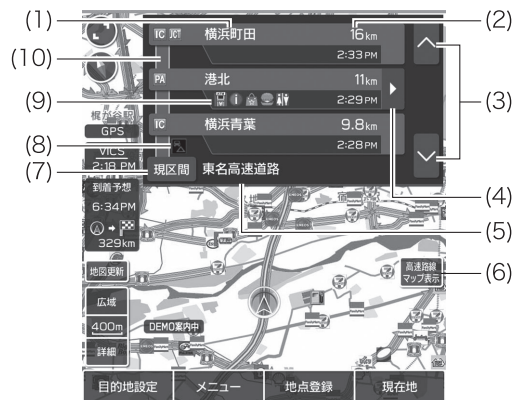 (1)
(2)
IC JCT 横浜町田 16km
2:33PM
(10)
PA 港北 11km
(3)
(9)
2:29PM
梶が谷駅
GPS
IC 横浜青葉 9.8km
(8)
2:28PM
VICS
2:18PM
(7)
現区間 東名高速道路
(4)
到着予想
(5)
6:34PM
329km
(6)
地図更新
高速路線
マップ表示
広域
400m
DEMO案内中
詳細
目的地設定 メニュー 地点登録 現在地